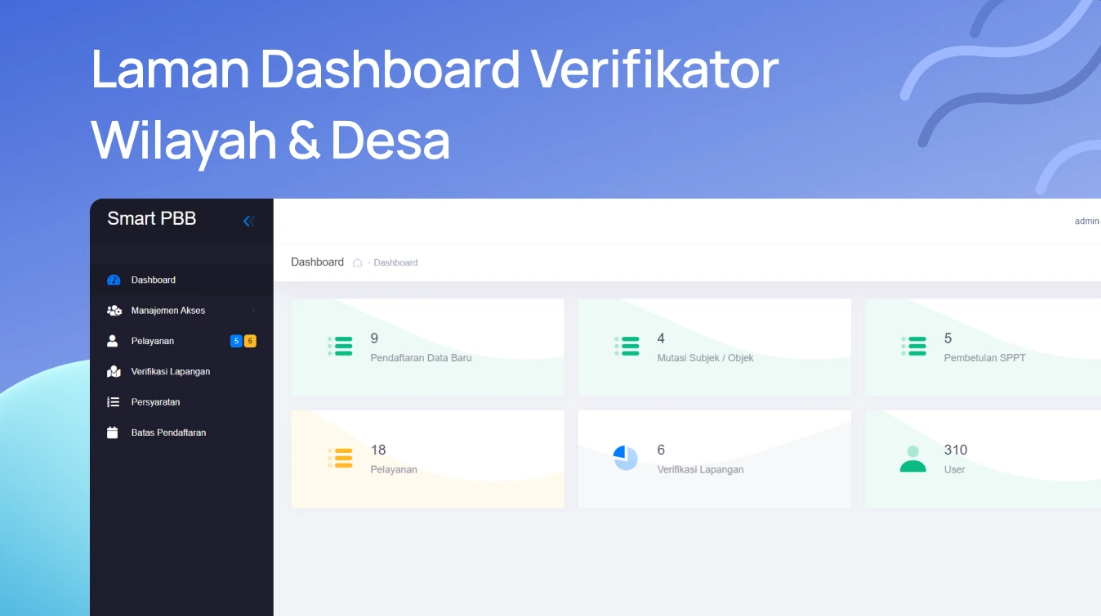 Laman Dashboard Verifikator
Wilayah & Desa
Smart PBB
admin
Dashboard
Manajemen Akses
Pelayanan 5 6
Verifikasi Lapangan
Persyaratan
Batas Pendaftaran
Dashboard - Dashboard
9
Pendaftaran Data Baru
4
Mutasi Subjek / Objek
5
Pembetulan SPPT
18
Pelayanan
6
Verifikasi Lapangan
310
User